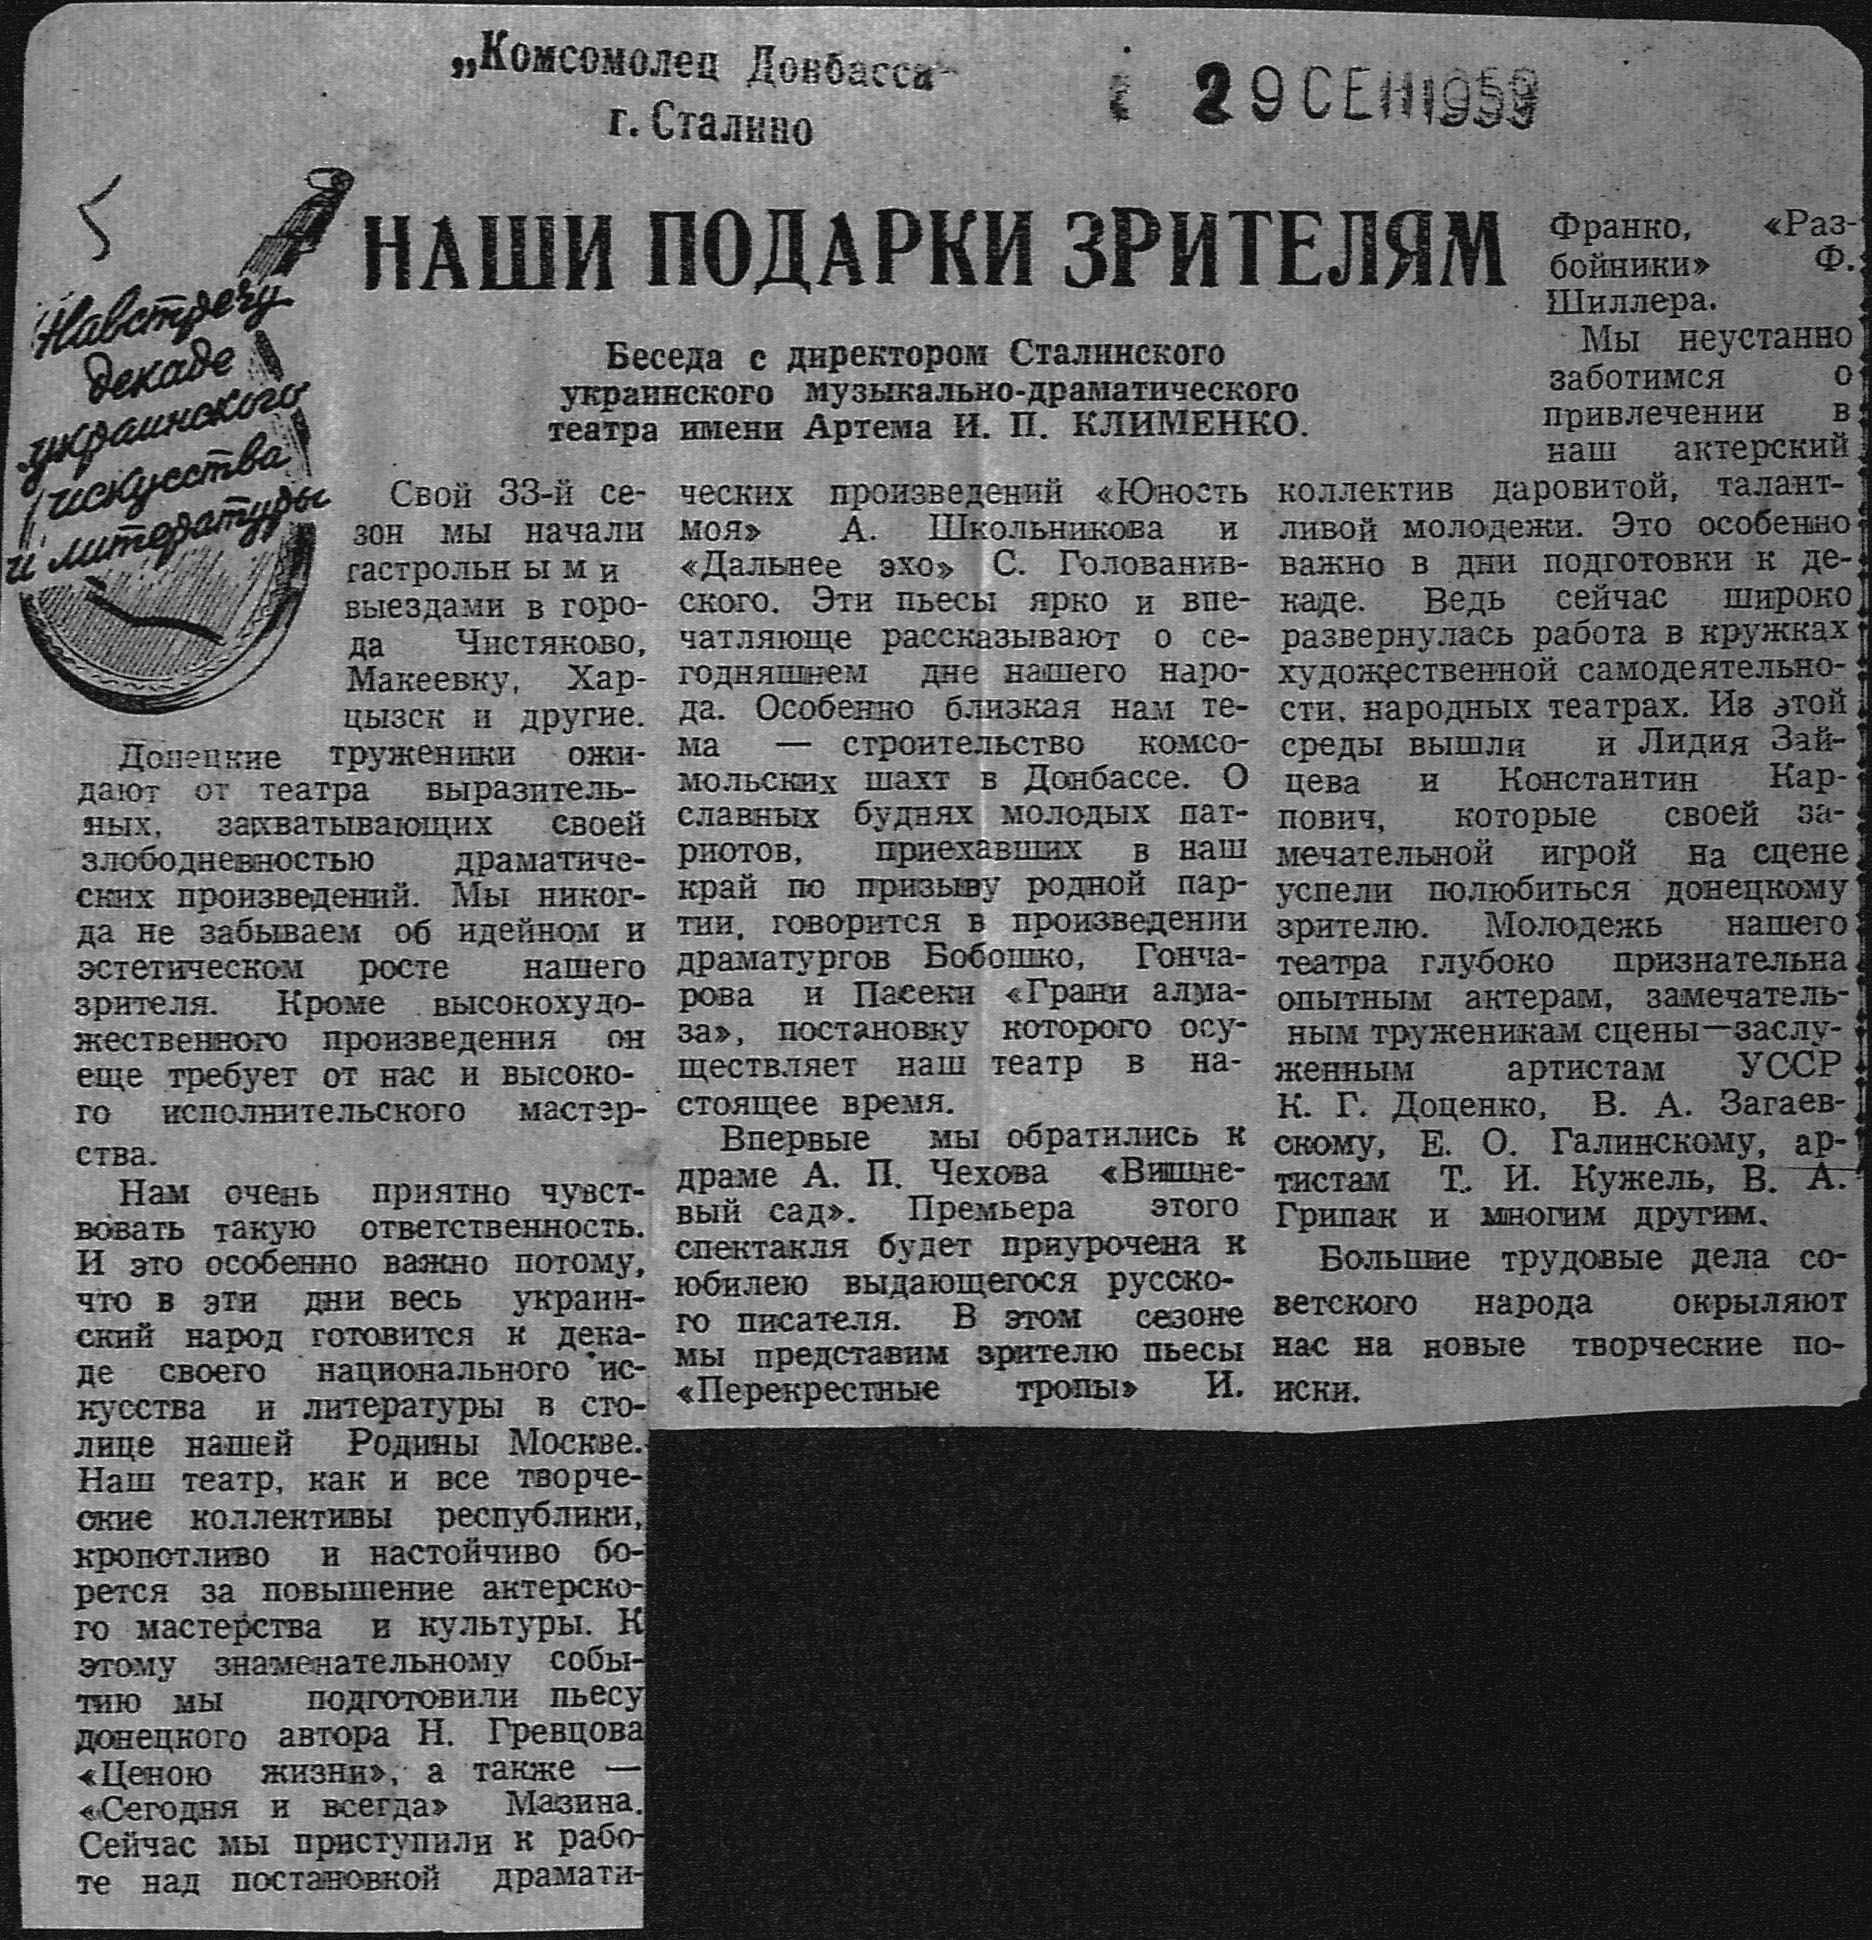 „Комсомолец Донбасса"
г. Сталино
29 СЕН 1959
НАШИ ПОДАРКИ ЗРИТЕЛЯМ
Навстречу
декаде
украинского
искусства
и литературы
Беседа с директором Сталинского
украинского музыкально-драматического
театра имени Артема И. П. КЛИМЕНКО.
Свой 33-й се-
зон мы начали
гастрольными
выездами в горо-
да Чистяково,
Макеевку, Хар-
цызск и другие.
Донецкие труженики ожи-
дают от театра выразитель-
ных, захватывающих своей
злободневностью драматиче-
ских произведений. Мы никог-
да не забываем об идейном и
эстетическом росте нашего
зрителя. Кроме высокохудо-
жественного произведения он
еще требует от нас и высоко-
го исполнительского мастер-
ства.
Нам очень приятно чувст-
вовать такую ответственность.
И это особенно важно потому,
что в эти дни весь украин-
ский народ готовится к дека-
де своего национального ис-
кусства и литературы в сто-
лице нашей Родины Москве.
Наш театр, как и все творче-
ские коллективы республики,
кропотливо и настойчиво бо-
рется за повышение актерско-
го мастерства и культуры. К
этому знаменательному собы-
тию мы подготовили пьесу
донецкого автора Н. Гревцова
«Ценою жизни», а также —
«Сегодня и всегда» Мазина.
Сейчас мы приступили к рабо-
те над постановкой драмати-
ческих произведений «Юность
моя» А. Школьникова и
«Дальнее эхо» С. Голованив-
ского. Эти пьесы ярко и впе-
чатляюще рассказывают о се-
годняшнем дне нашего наро-
да. Особенно близкая нам те-
ма — строительство комсо-
мольских шахт в Донбассе. О
славных буднях молодых пат-
риотов, приехавших в наш
край по призыву родной пар-
тии, говорится в произведении
драматургов Бобошко, Гонча-
рова и Пасеки «Грани алма-
за», постановку которого осу-
ществляет наш театр в на-
стоящее время.
Впервые мы обратились к
драме А. П. Чехова «Вишне-
вый сад». Премьера этого
спектакля будет приурочена к
юбилею выдающегося русско-
го писателя. В этом сезоне
мы представим зрителю пьесы
«Перекрестные тропы» И.
Франко, «Раз-
бойники» Ф.
Шиллера.
Мы неустанно
заботимся о
привлечении в
наш актерский
коллектив даровитой, талант-
ливой молодежи. Это особенно
важно в дни подготовки к де-
каде. Ведь сейчас широко
развернулась работа в кружках
художественной самодеятельно-
сти, народных театрах. Из этой
среды вышли и Лидия Зай-
цева и Константин Кар-
пович, которые своей за-
мечательной игрой на сцене
успели полюбиться донецкому
зрителю. Молодежь нашего
театра глубоко признательна
опытным актерам, замечатель-
ным труженикам сцены—заслу-
женным артистам УССР
К. Г. Доценко, В. А. Загаев-
скому, Е. О. Галинскому, ар-
тистам Т. И. Кужель, В. А.
Грипак и многим другим.
Большие трудовые дела со-
ветского народа окрыляют
нас на новые творческие по-
иски.